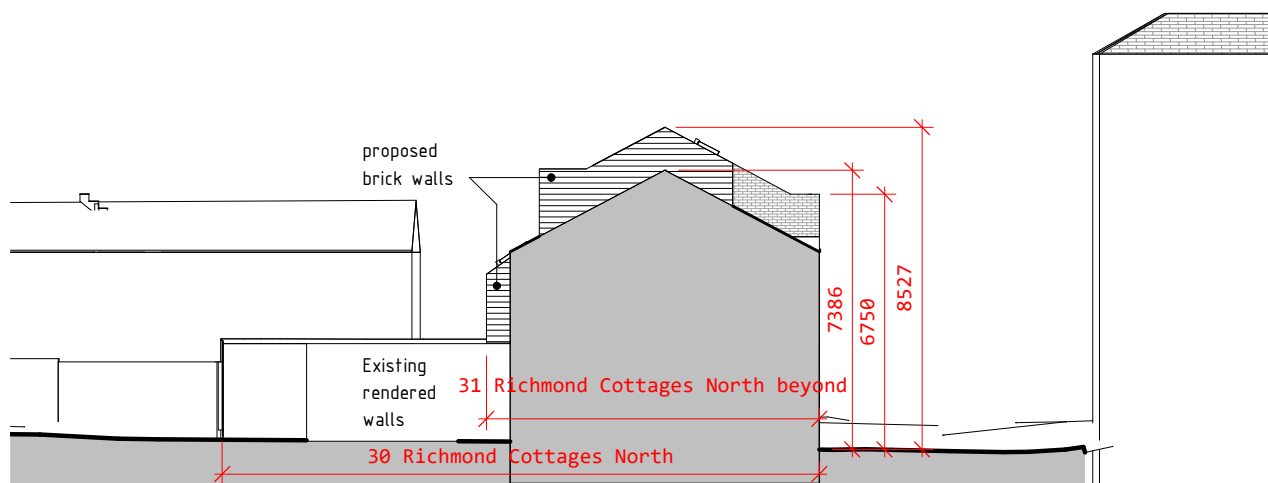 proposed
brick walls
Existing
rendered
walls
31 Richmond Cottages North beyond
30 Richmond Cottages North
7386
6750
8527